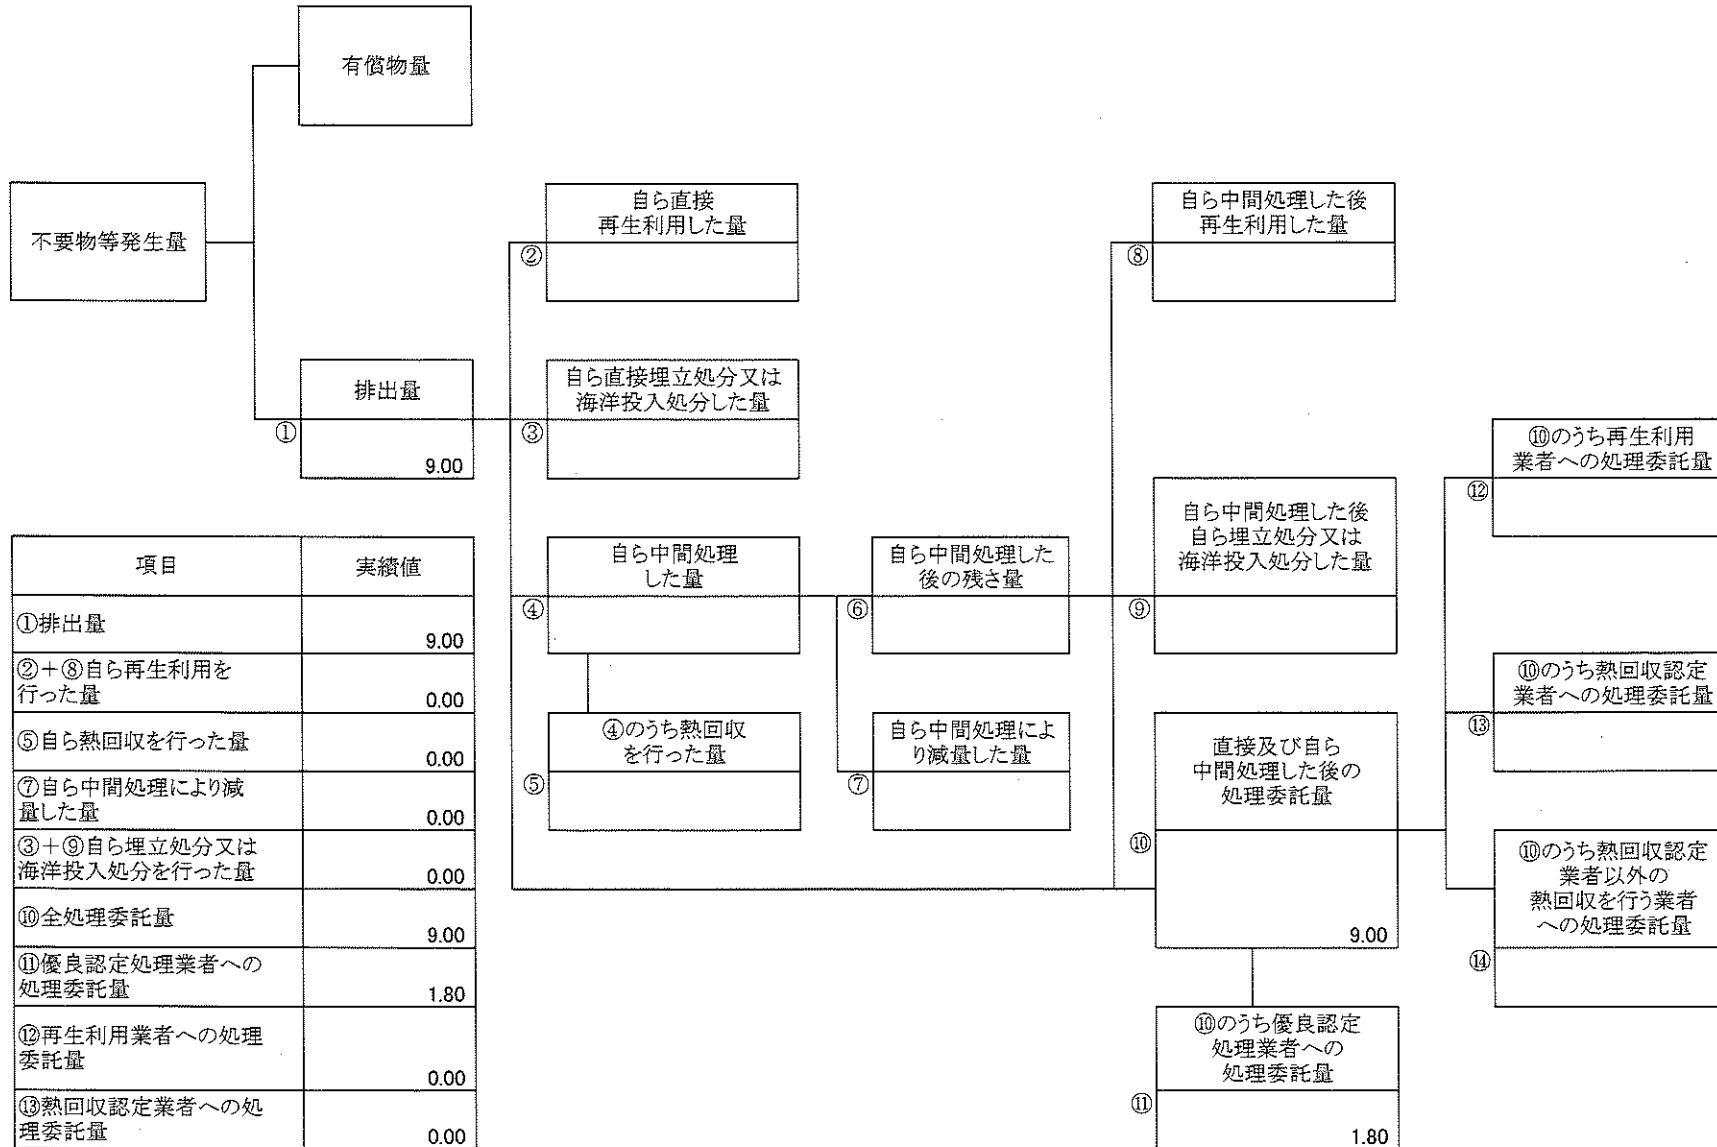 有償物量
不要物等発生量
自ら直接
再生利用した量
②
自ら中間処理した後
再生利用した量
⑧
排出量
①
9.00
自ら直接埋立処分又は
海洋投入処分した量
③
⑩のうち再生利用
業者への処理委託量
⑫
自ら中間処理
した量
④
自ら中間処理した
後の残さ量
⑥
自ら中間処理した後
自ら埋立処分又は
海洋投入処分した量
⑨
⑩のうち熱回収認定
業者への処理委託量
⑬
④のうち熱回収
を行った量
⑤
自ら中間処理によ
り減量した量
⑦
直接及び自ら
中間処理した後の
処理委託量
⑩
9.00
⑩のうち熱回収認定
業者以外の
熱回収を行う業者
への処理委託量
⑭
⑩のうち優良認定
処理業者への
処理委託量
⑪
1.80
項目 実績値
①排出量 9.00
②+⑧自ら再生利用を
行った量 0.00
⑤自ら熱回収を行った量 0.00
⑦自ら中間処理により減
量した量 0.00
③+⑨自ら埋立処分又は
海洋投入処分を行った量 0.00
⑩全処理委託量 9.00
⑪優良認定処理業者への
処理委託量 1.80
⑫再生利用業者への処理
委託量 0.00
⑬熱回収認定業者への処
理委託量 0.00